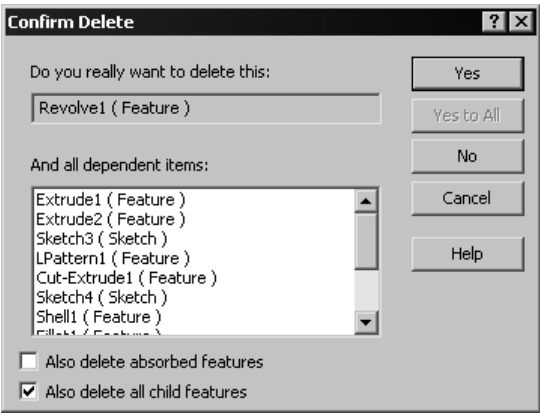 Confirm Delete
Do you really want to delete this:
Revolve1 ( Feature )
And all dependent items:
Extrude1 ( Feature )
Extrude2 ( Feature )
Sketch3 ( Sketch )
LPattern1 ( Feature )
Cut-Extrude1 ( Feature )
Sketch4 ( Sketch )
Shell1 ( Feature )
Also delete absorbed features
Also delete all child features
Yes
Yes to All
No
Cancel
Help